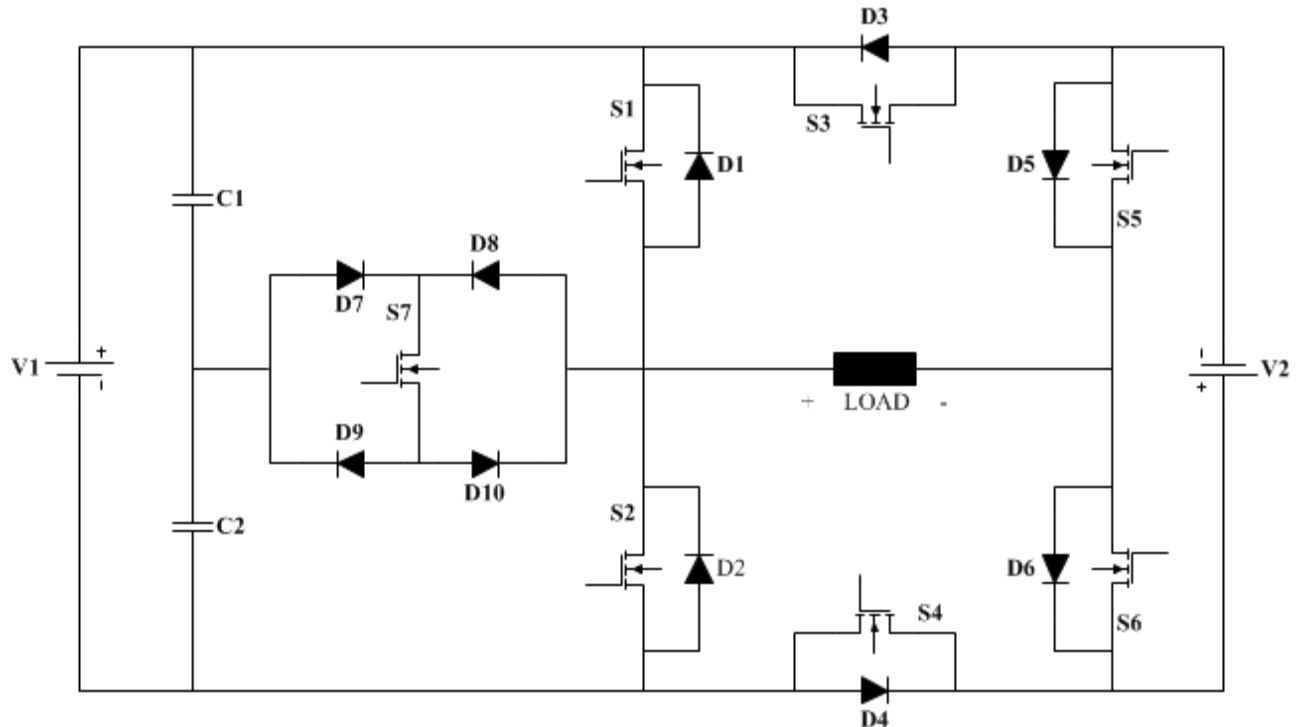 D3
S1
S3
D1
D5
S5
C1
D8
D7
S7
V1
+
-
-
+
V2
+ LOAD -
D9
D10
C2
S2
D2
D6
S4
S6
D4